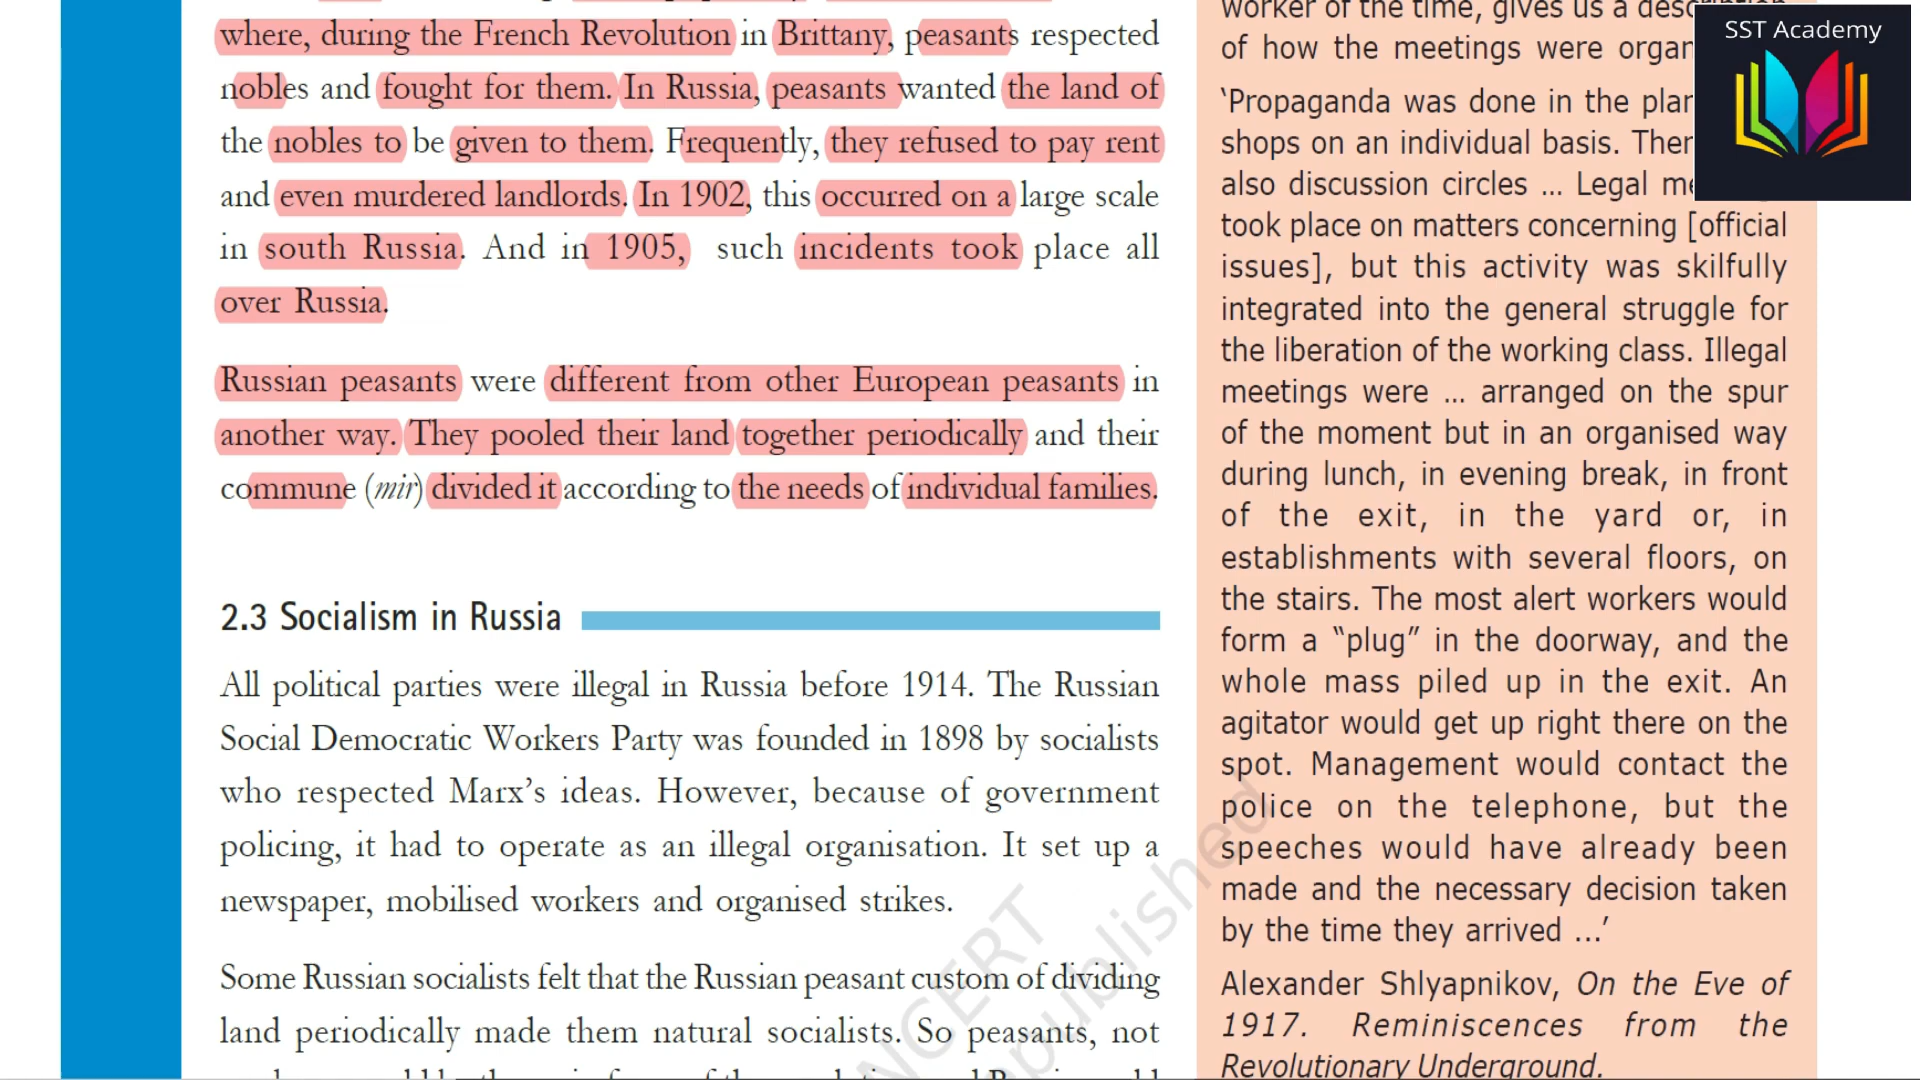 where, during the French Revolution in Brittany, peasants respected
nobles and fought for them. In Russia, peasants wanted the land of
the nobles to be given to them. Frequently, they refused to pay rent
and even murdered landlords. In 1902, this occurred on a large scale
in south Russia. And in 1905, such incidents took place all
over Russia.
Russian peasants were different from other European peasants in
another way. They pooled their land together periodically and their
commune (mir) divided it according to the needs of individual families.
2.3 Socialism in Russia
All political parties were illegal in Russia before 1914. The Russian
Social Democratic Workers Party was founded in 1898 by socialists
who respected Marx's ideas. However, because of government
policing, it had to operate as an illegal organisation. It set up a
newspaper, mobilised workers and organised strikes.
Some Russian socialists felt that the Russian peasant custom of dividing
land periodically made them natural socialists. So peasants, not
worker of the time, gives us a
of how the meetings were
'Propaganda was done in the
shops on an individual basis.
also discussion circles ... Legal
took place on matters concerning [official
issues], but this activity was skilfully
integrated into the general struggle for
the liberation of the working class. Illegal
meetings were ... arranged on the spur
of the moment but in an organised way
during lunch, in evening break, in front
of the exit, in the yard or, in
establishments with several floors, on
the stairs. The most alert workers would
form a "plug" in the doorway, and the
whole mass piled up in the exit. An
agitator would get up right there on the
spot. Management would contact the
police on the telephone, but the
speeches would have already been
made and the necessary decision taken
by the time they arrived ...'
Alexander Shlyapnikov, On the Eve of
1917. Reminiscences from the
Revolutionary Underground.
SST Academy
NCERT